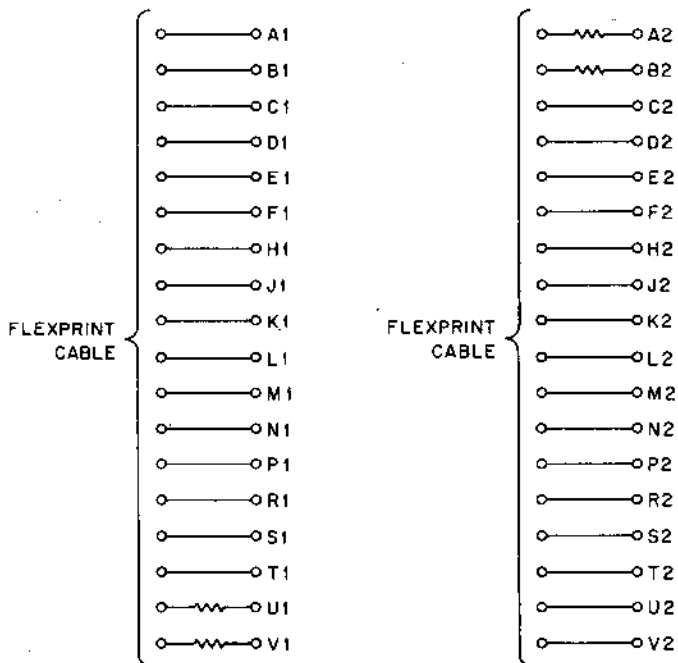 A1
B1
C1
D1
E1
F1
H1
J1
K1
L1
M1
N1
P1
R1
S1
T1
U1
V1
FLEXPRINT
CABLE
A2
B2
C2
D2
E2
F2
H2
J2
K2
L2
M2
N2
P2
R2
S2
T2
U2
V2
FLEXPRINT
CABLE